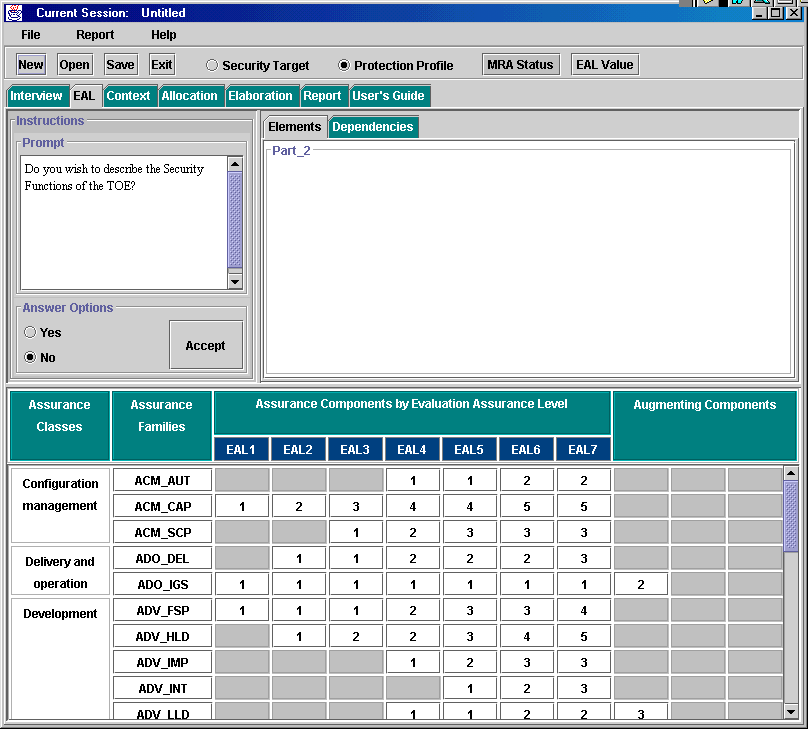 Current Session: Untitled
File Report Help
New Open Save Exit Security Target Protection Profile MRA Status EAL Value
Interview EAL Context Allocation Elaboration Report User's Guide
Instructions
Prompt
Do you wish to describe the Security
Functions of the TOE?
Answer Options
Yes
No
Accept
Elements Dependencies
Part_2
Assurance
Classes
Assurance
Families
Assurance Components by Evaluation Assurance Level
EAL1 EAL2 EAL3 EAL4 EAL5 EAL6 EAL7
Augmenting Components
Configuration
management
ACM_AUT 1 1 2 2
ACM_CAP 1 2 3 4 4 5 5
ACM_SCP 1 2 3 3 3
Delivery and
operation
ADO_DEL 1 1 2 2 2 3
ADO_IGS 1 1 1 1 1 1 1 2
Development
ADV_FSP 1 1 1 2 3 3 4
ADV_HLD 1 2 2 3 4 5
ADV_IMP 1 2 3 3
ADV_INT 1 2 3
ADV_LLD 1 1 2 2 3